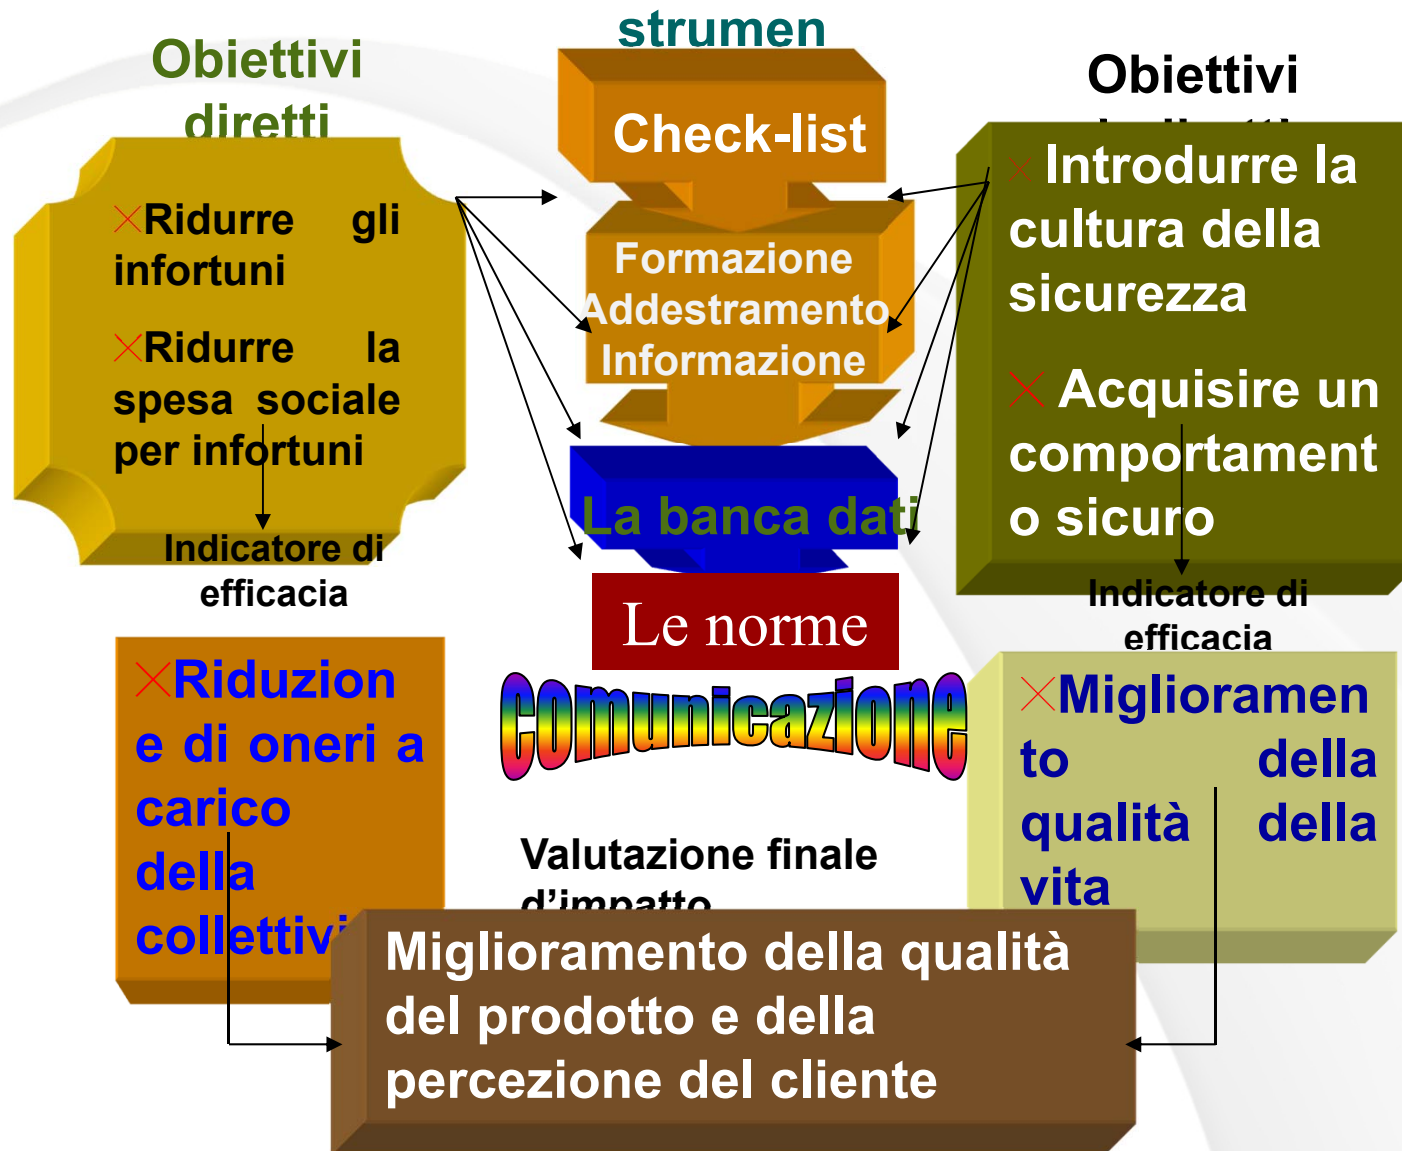 Obiettivi
diretti
Ridurre gli
infortuni
Ridurre la
spesa sociale
per infortuni
Indicatore di
efficacia
Riduzion
e di oneri a
carico
della
strumen
Check-list
Formazione
Addestramento
Informazione
La banca dati
Le norme
comunicazione
Valutazione finale
d'impatto
Miglioramento della qualità
del prodotto e della
percezione del cliente
Obiettivi
Introdurre la
cultura della
sicurezza
Acquisire un
comportament
o sicuro
Indicatore di
efficacia
Miglioramen
to della
qualità della
vita